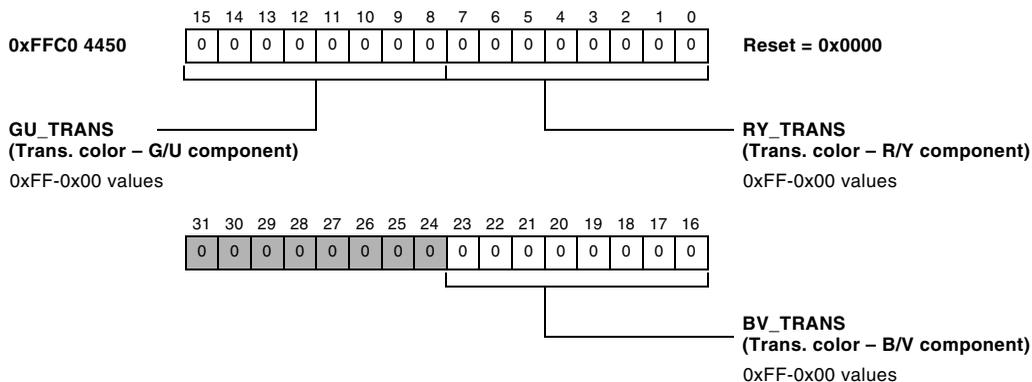 15 14 13 12 11 10 9 8 7 6 5 4 3 2 1 0
0xFFC0 4450 0 0 0 0 0 0 0 0 0 0 0 0 0 0 0 0 Reset = 0x0000
GU_TRANS
(Trans. color – G/U component)
0xFF-0x00 values
RY_TRANS
(Trans. color – R/Y component)
0xFF-0x00 values
31 30 29 28 27 26 25 24 23 22 21 20 19 18 17 16
0 0 0 0 0 0 0 0 0 0 0 0 0 0 0 0
BV_TRANS
(Trans. color – B/V component)
0xFF-0x00 values